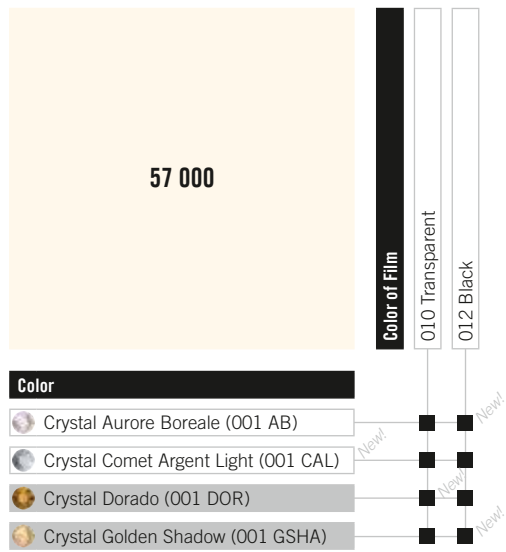 57 000
Color of Film
010 Transparent
012 Black
Color
Crystal Aurore Boreale (001 AB)
New!
Crystal Comet Argent Light (001 CAL)
New!
Crystal Dorado (001 DOR)
New!
Crystal Golden Shadow (001 GSHA)
New!